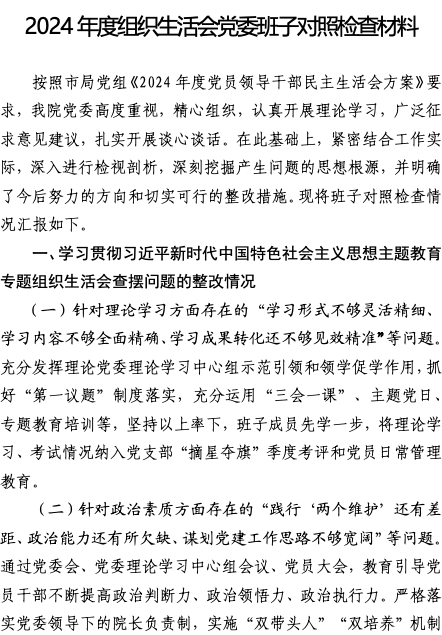 2024 年度组织生活会党委班子对照检查材料
按照市局党组《2024 年度党员领导干部民主生活会方案》要
求，我院党委高度重视，精心组织，认真开展理论学习，广泛征
求意见建议，扎实开展谈心谈话。在此基础上，紧密结合工作实
际，深入进行检视剖析，深刻挖掘产生问题的思想根源，并明确
了今后努力的方向和切实可行的整改措施。现将班子对照检查情
况汇报如下。
一、学习贯彻习近平新时代中国特色社会主义思想主题教育
专题组织生活会查摆问题的整改情况
（一）针对理论学习方面存在的“学习形式不够灵活精细、
学习内容不够全面精确、学习成果转化还不够见效精准”等问题。
充分发挥理论党委理论学习中心组示范引领和领学促学作用，抓
好“第一议题”制度落实，充分运用“三会一课”、主题党日、
专题教育培训等，坚持以上率下，班子成员先学一步，将理论学
习、考试情况纳入党支部“摘星夺旗”季度考评和党员日常管理
教育。
（二）针对政治素质方面存在的“践行‘两个维护’还有差
距、政治能力还有所欠缺、谋划党建工作思路不够宽阔”等问题。
通过党委会、党委理论学习中心组会议、党员大会，教育引导党
员干部不断提高政治判断力、政治领悟力、政治执行力。严格落
实党委领导下的院长负责制，实施“双带头人”“双培养”机制